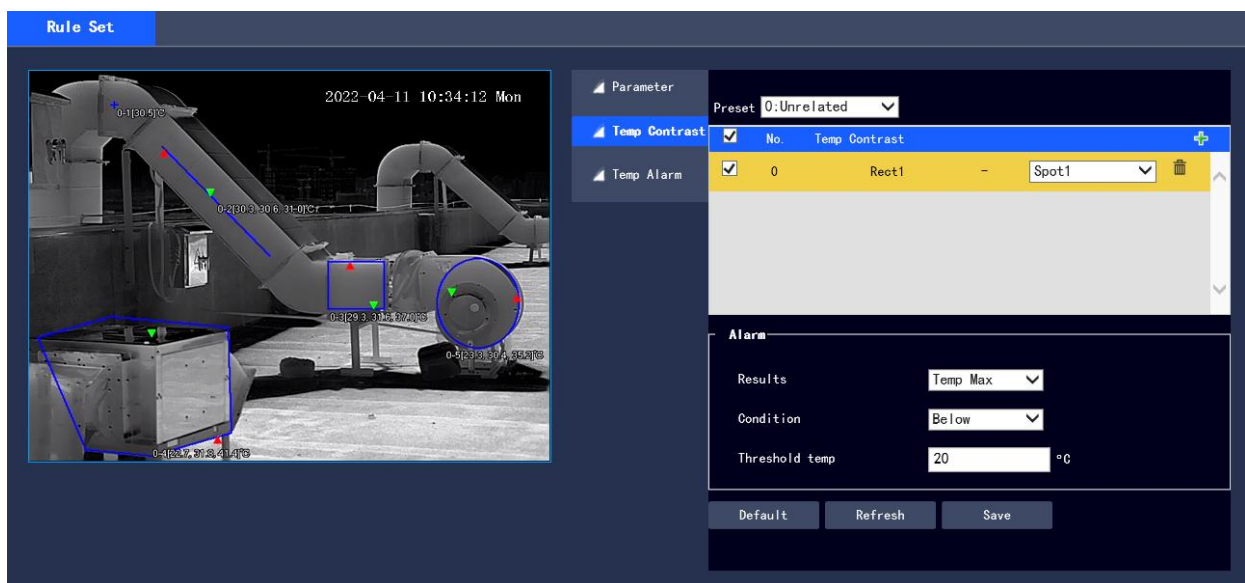 Rule Set
2022-04-11 10:34:12 Mon
0-1[30.5]℃
0-2[30.3, 30.6, 31.0]℃
0-3[29.3, 31.6, 37.0]℃
0-5[23.3, 30.4, 35.2]℃
0-4[22.7, 31.3, 41.4]℃
Parameter
Temp Contrast
Temp Alarm
Preset 0:Unrelated
No. Temp Contrast
0 Rect1 - Spot1
Alarm
Results Temp Max
Condition Below
Threshold temp 20 °C
Default Refresh Save